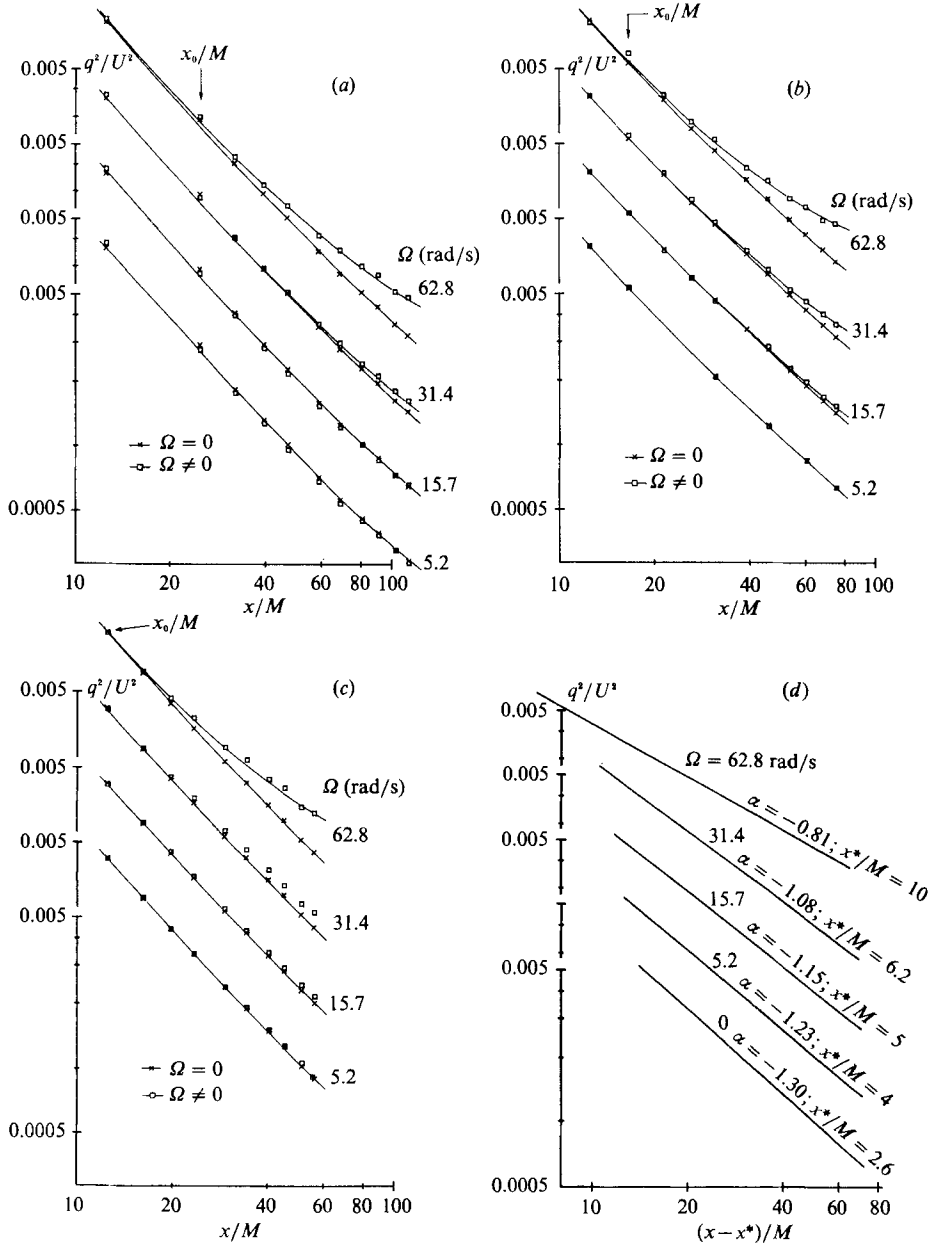 x₀/M
q²/U²
(a)
0.005
x₀/M
0.005
0.005
0.005
Ω (rad/s)
62.8
31.4
15.7
5.2
Ω = 0
Ω ≠ 0
0.0005
10 20 40 60 80 100
x/M
x₀/M
q²/U²
0.005
(b)
0.005
0.005
0.005
Ω (rad/s)
62.8
31.4
15.7
5.2
Ω = 0
Ω ≠ 0
0.0005
10 20 40 60 80 100
x/M
x₀/M
q²/U²
0.005
(c)
0.005
0.005
0.005
Ω (rad/s)
62.8
31.4
15.7
5.2
Ω = 0
Ω ≠ 0
0.0005
10 20 40 60 80 100
x/M
q²/U²
(d)
0.005
Ω = 62.8 rad/s
α = −0.81; x*/M = 10
0.005
31.4
α = −1.08; x*/M = 6.2
0.005
15.7
α = −1.15; x*/M = 5
5.2
α = −1.23; x*/M = 4
0.005
0
α = −1.30; x*/M = 2.6
0.0005
10 20 40 60 80
(x−x*)/M